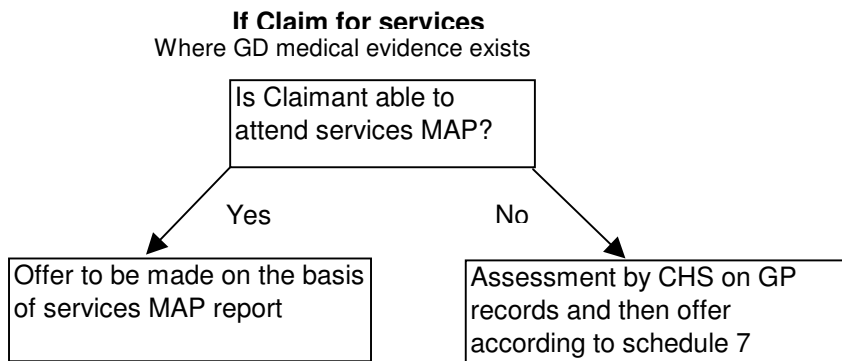 If Claim for services
Where GD medical evidence exists
Is Claimant able to
attend services MAP?
Yes
No
Offer to be made on the basis
of services MAP report
Assessment by CHS on GP
records and then offer
according to schedule 7